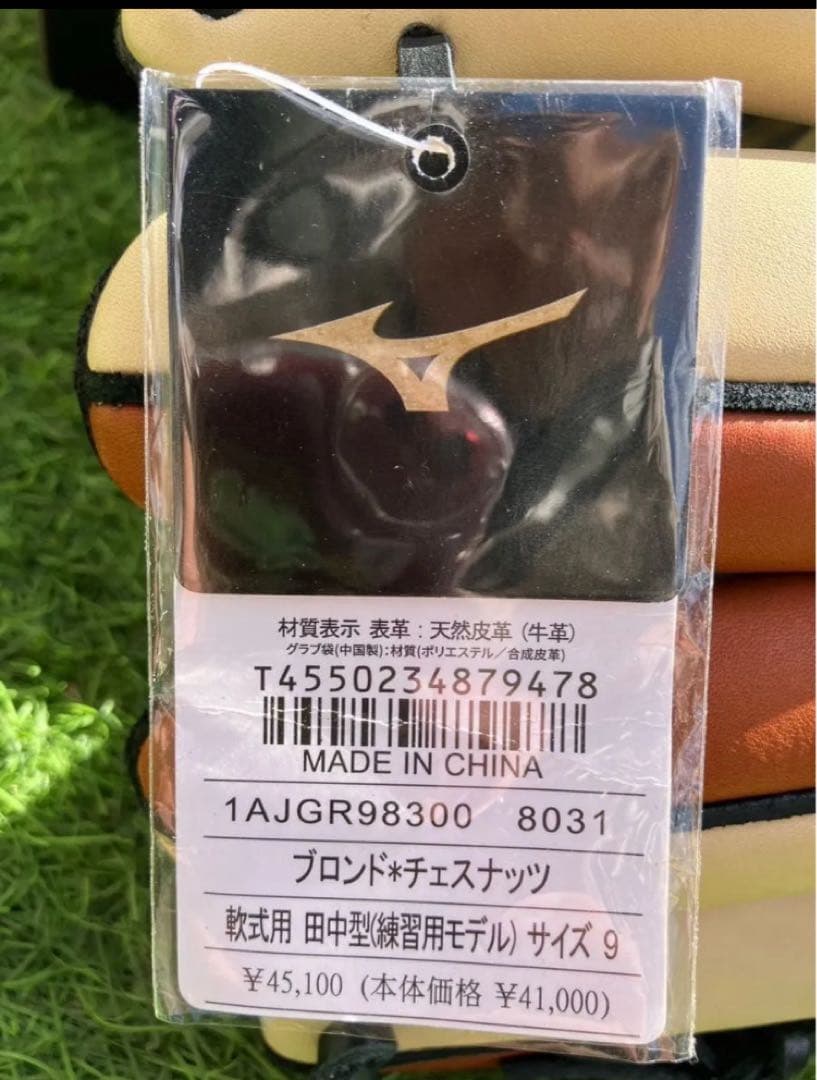 材質表示 表革：天然皮革（牛革）
グラブ袋(中国製)：材質(ポリエステル／合成皮革)
T4550234879478
MADE IN CHINA
1AJGR98300 8031
ブロンド*チェスナッツ
軟式用 田中型(練習用モデル) サイズ 9
￥45,100 (本体価格 ￥41,000)